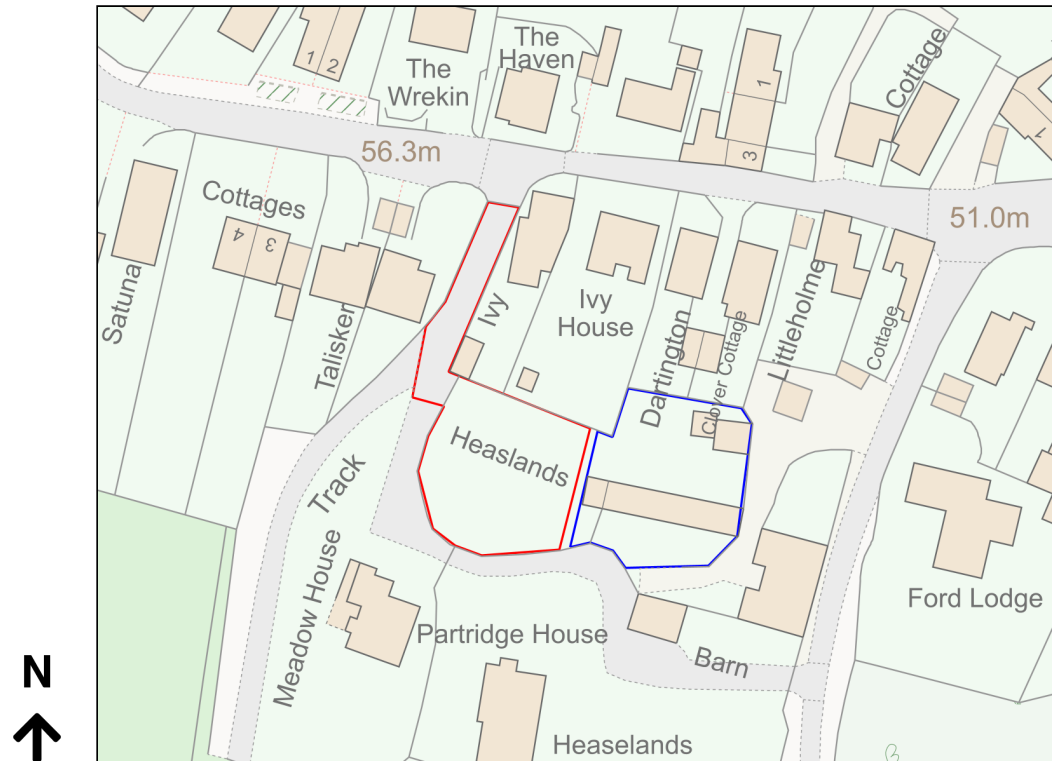 1 2
The
Wrekin
The
Haven
1
3
Cottage
7
56.3m
51.0m
Cottages
4 3
Satuna
Talisker
Ivy
Ivy
House
Dartington
Clover Cottage
Littleholme
Cottage
Heaslands
Track
Meadow House
Partridge House
Barn
Ford Lodge
Heaselands
N